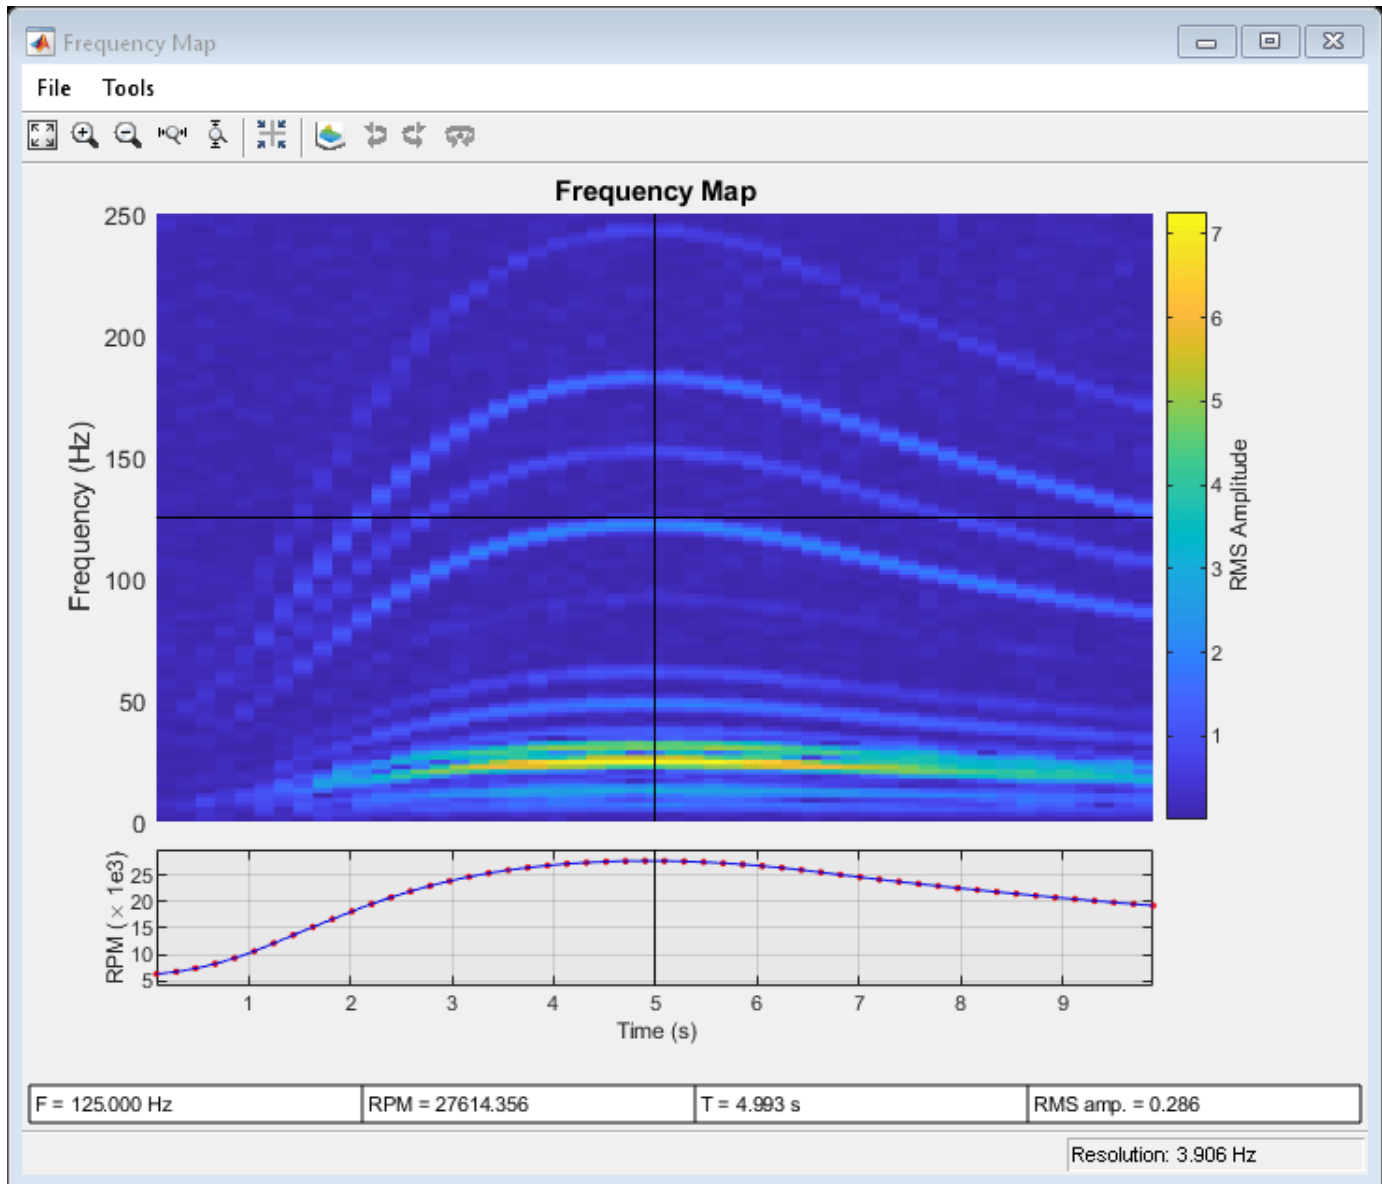 Frequency Map
File Tools
Frequency Map
250
200
150
100
50
0
Frequency (Hz)
7
6
5
4
3
2
1
RMS Amplitude
25
20
15
10
5
RPM ( × 1e3)
1 2 3 4 5 6 7 8 9
Time (s)
F = 125.000 Hz RPM = 27614.356 T = 4.993 s RMS amp. = 0.286
Resolution: 3.906 Hz